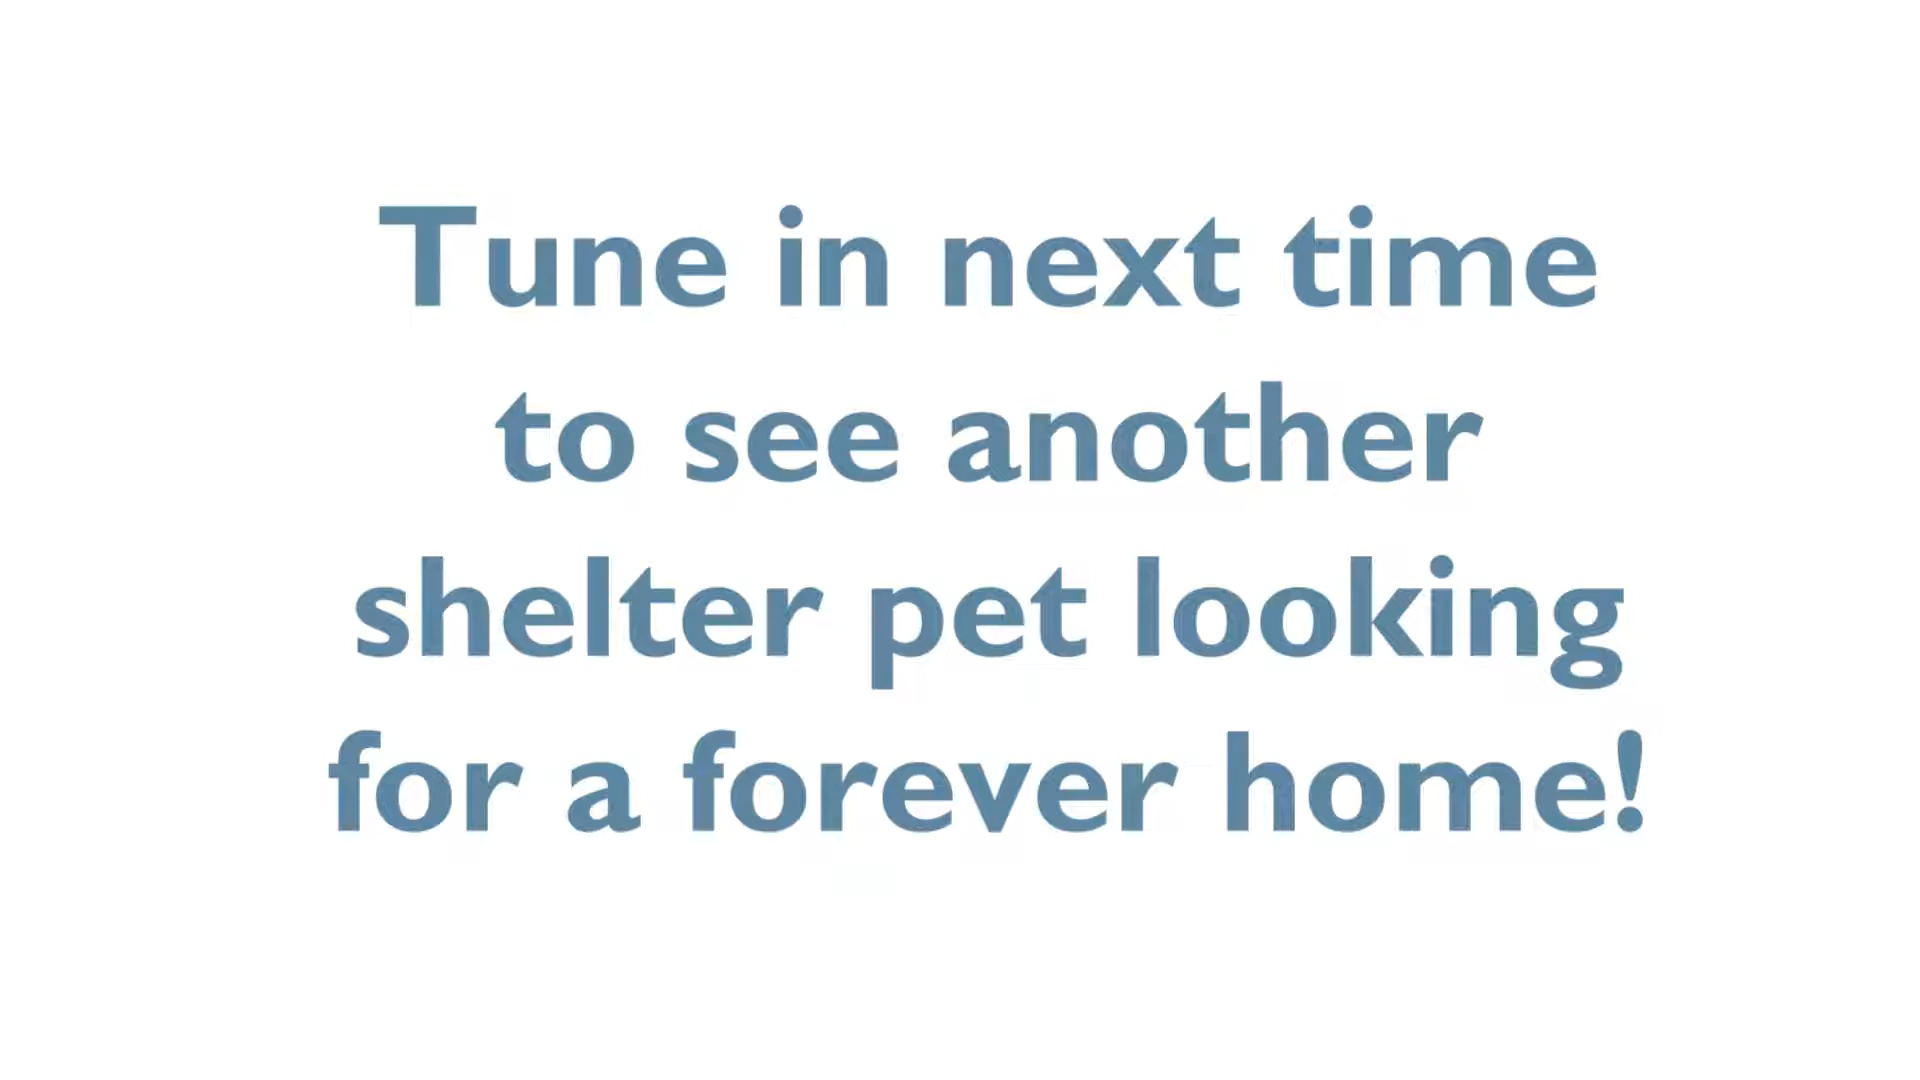 Tune in next time
to see another
shelter pet looking
for a forever home!